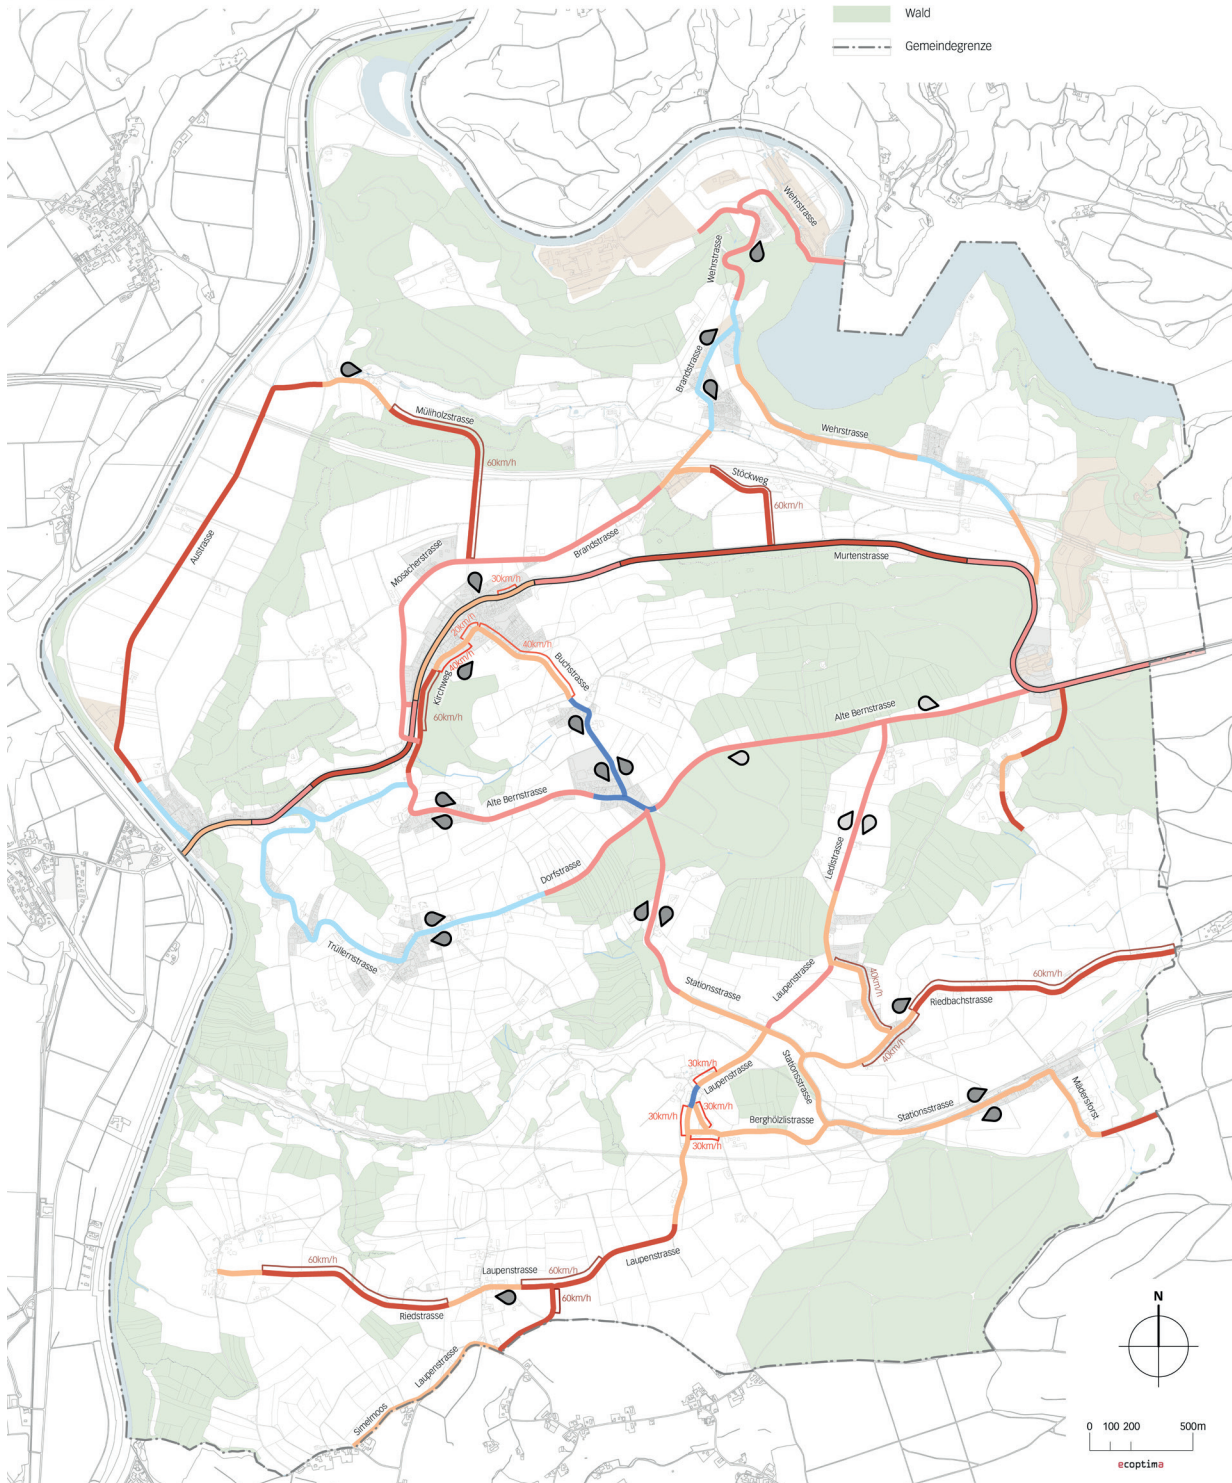 Wald
Gemeindegrenze
Wehrstrasse
Wehrstrasse
Brandstrasse
Müliholzstrasse
60km/h
Wehrstrasse
Stöckweg
60km/h
Austrasse
Mosacherstrasse
Brandstrasse
Murtenstrasse
30km/h
20km/h
40km/h
40km/h
Buchstrasse
Kirchweg
60km/h
Alte Bernstrasse
Alte Bernstrasse
Ledistrasse
Dorfstrasse
Trüllernstrasse
Stationsstrasse
Laupenstrasse
40km/h
60km/h
Riedbachstrasse
40km/h
30km/h
Laupenstrasse
Stationsstrasse
30km/h
30km/h
Berghölzlistrasse
Stationsstrasse
Mädersforst
30km/h
60km/h
Laupenstrasse
60km/h
Laupenstrasse
60km/h
Riedstrasse
Laupenstrasse
Simelmoos
N
0 100 200 500m
ecoptima